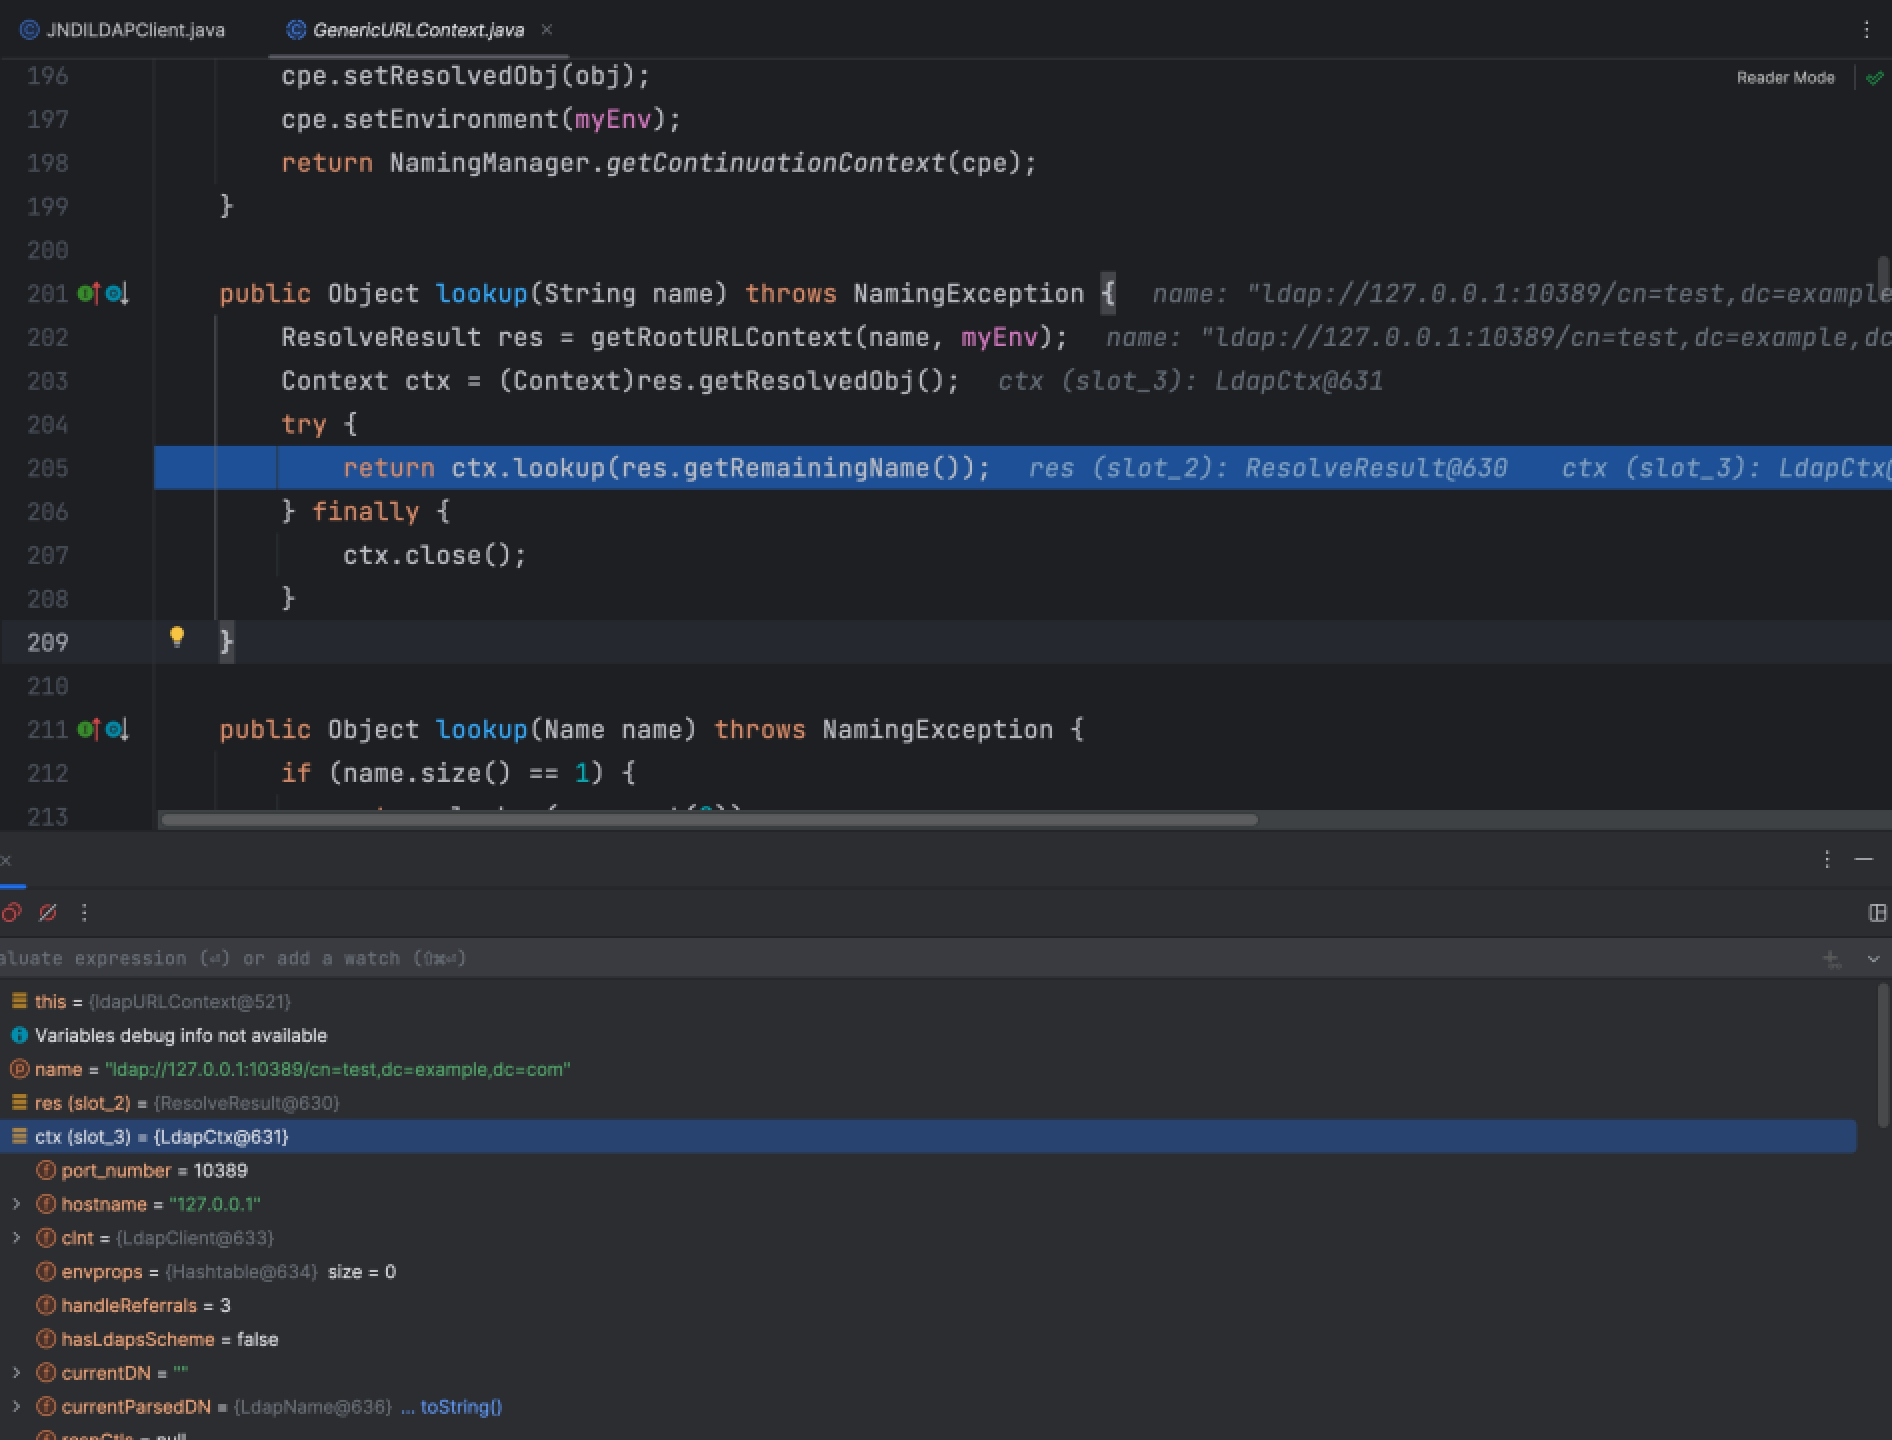 JNDILDAPClient.java GenericURLContext.java
196 cpe.setResolvedObj(obj);
Reader Mode
197 cpe.setEnvironment(myEnv);
198 return NamingManager.getContinuationContext(cpe);
199 }
200
201 public Object lookup(String name) throws NamingException { name: "ldap://127.0.0.1:10389/cn=test,dc=example
202 ResolveResult res = getRootURLContext(name, myEnv); name: "ldap://127.0.0.1:10389/cn=test,dc=example,dc
203 Context ctx = (Context)res.getResolvedObj(); ctx (slot_3): LdapCtx@631
204 try {
205 return ctx.lookup(res.getRemainingName()); res (slot_2): ResolveResult@630 ctx (slot_3): LdapCtx@
206 } finally {
207 ctx.close();
208 }
209 }
210
211 public Object lookup(Name name) throws NamingException {
212 if (name.size() == 1) {
213
aluate expression (⏎) or add a watch (⇧⌘⏎)
this = {ldapURLContext@521}
Variables debug info not available
name = "ldap://127.0.0.1:10389/cn=test,dc=example,dc=com"
res (slot_2) = {ResolveResult@630}
ctx (slot_3) = {LdapCtx@631}
port_number = 10389
hostname = "127.0.0.1"
clnt = {LdapClient@633}
envprops = {Hashtable@634} size = 0
handleReferrals = 3
hasLdapsScheme = false
currentDN = ""
currentParsedDN = {LdapName@636} ... toString()